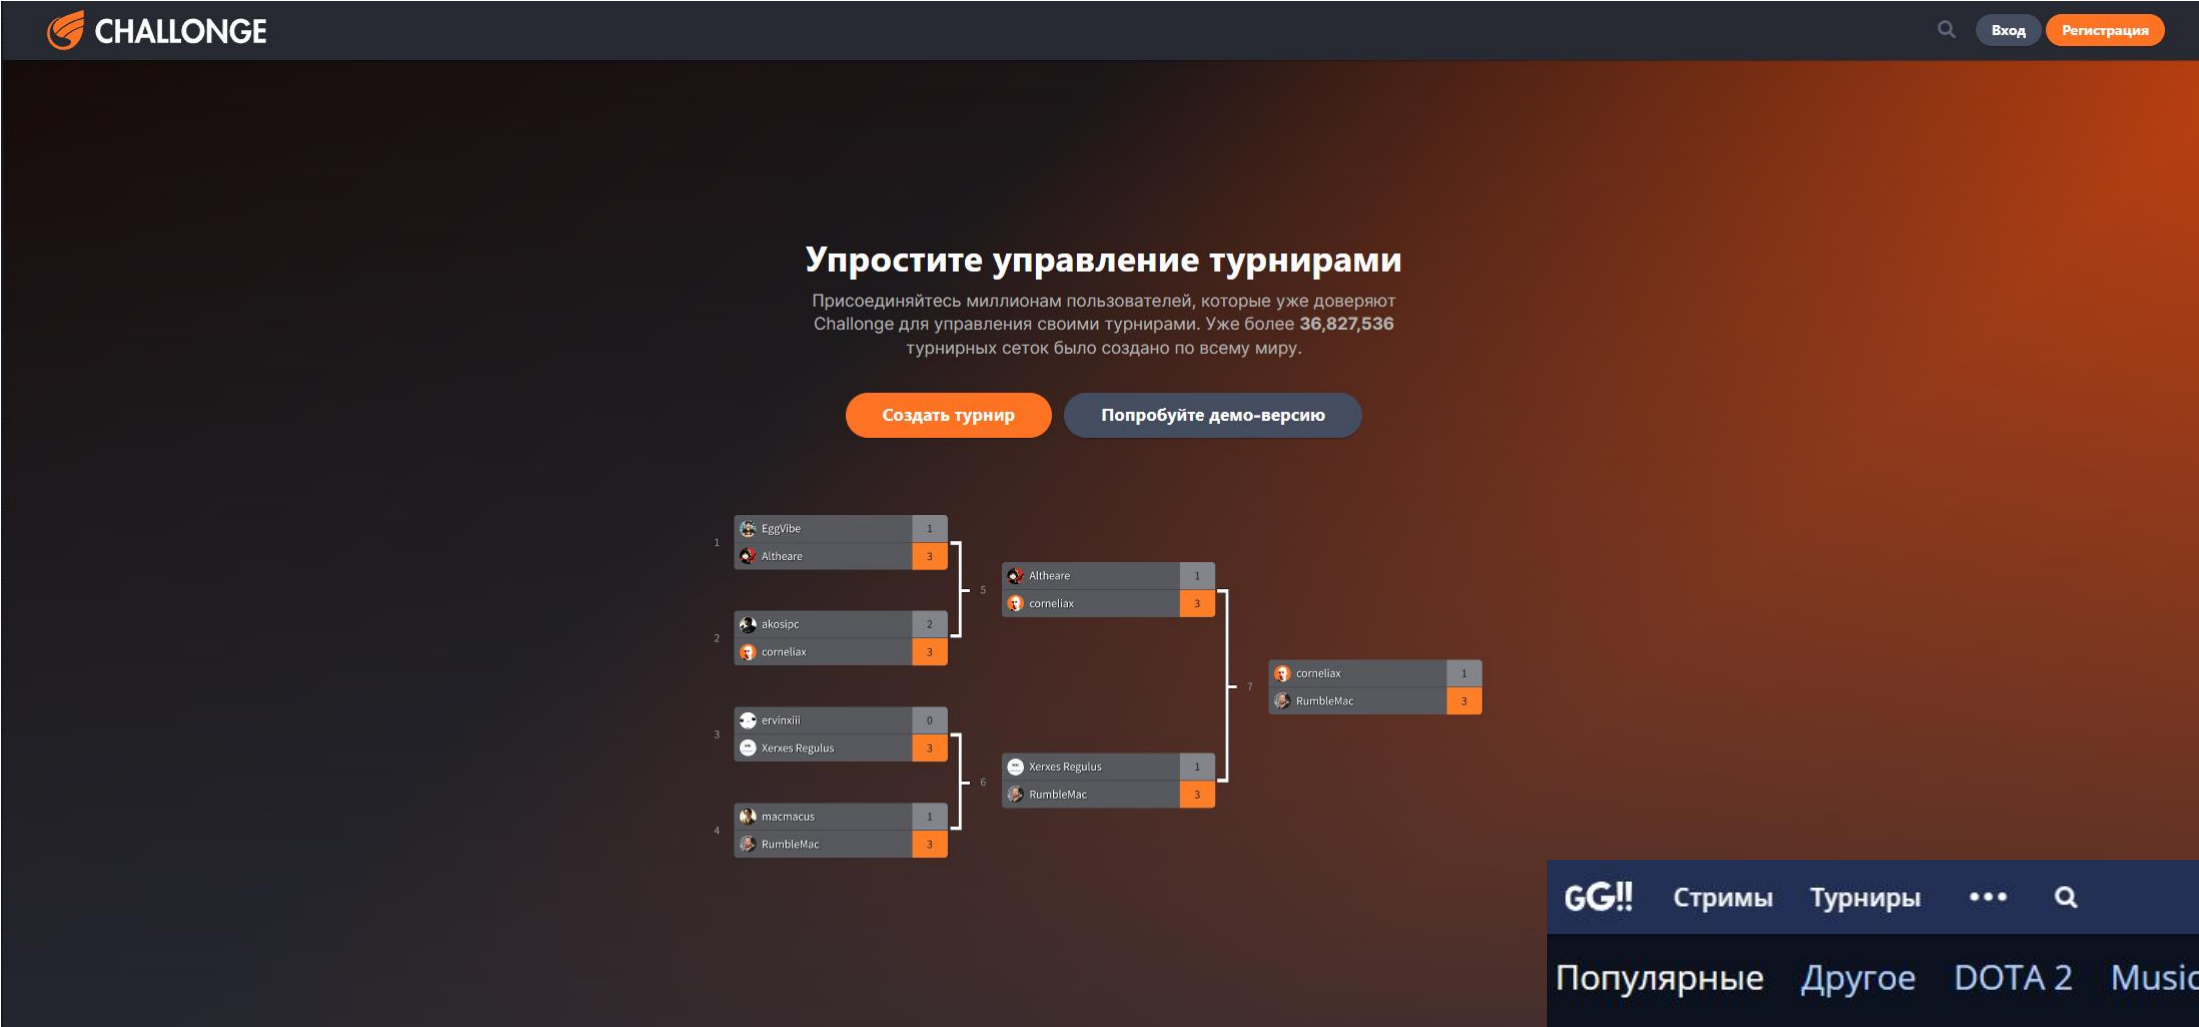 CHALLONGE
Вход
Регистрация
Упростите управление турнирами
Присоединяйтесь миллионам пользователей, которые уже доверяют
Challonge для управления своими турнирами. Уже более 36,827,536
турнирных сеток было создано по всему миру.
Создать турнир
Попробуйте демо-версию
1
EggVibe 1
Altheare 3
2
akosipc 2
corneliax 3
3
ervinxiii 0
Xerxes Regulus 3
4
macmacus 1
RumbleMac 3
5
Altheare 1
corneliax 3
6
Xerxes Regulus 1
RumbleMac 3
7
corneliax 1
RumbleMac 3
GG!! Стримы Турниры •••
Популярные Другое DOTA 2 Music